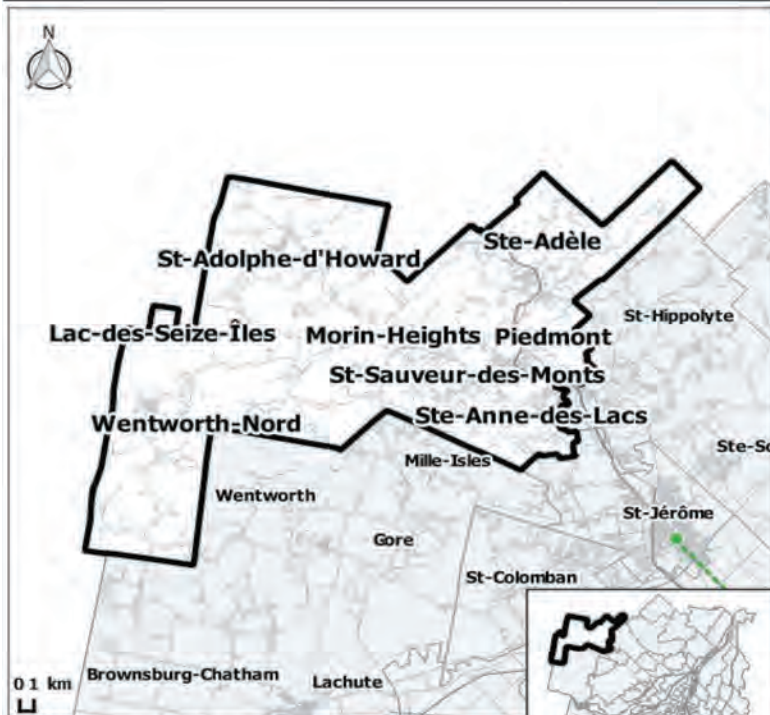 N
Ste-Adèle
St-Adolphe-d'Howard
St-Hippolyte
Lac-des-Seize-Îles
Morin-Heights
Piedmont
St-Sauveur-des-Monts
Ste-Anne-des-Lacs
Wentworth-Nord
Ste-So
Mille-Isles
Wentworth
St-Jérôme
Gore
St-Colomban
0 1 km
Brownsburg-Chatham
Lachute